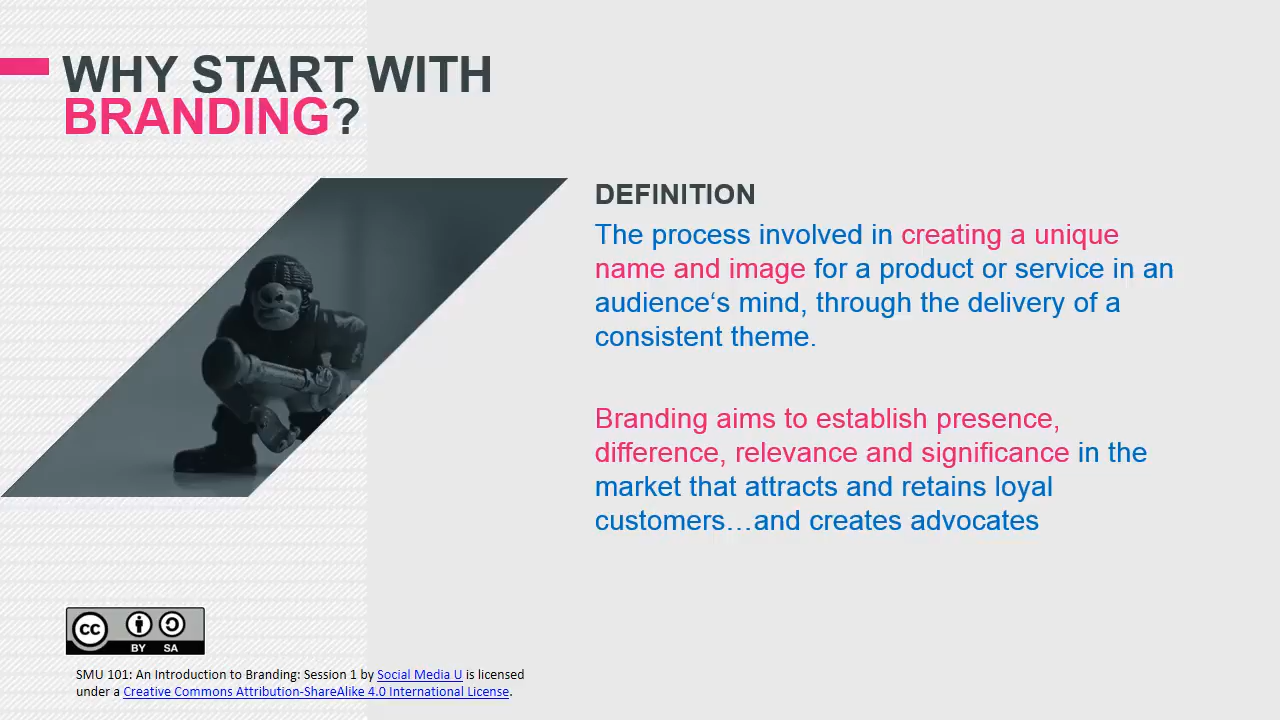 WHY START WITH
BRANDING?
DEFINITION
The process involved in creating a unique
name and image for a product or service in an
audience‘s mind, through the delivery of a
consistent theme.
Branding aims to establish presence,
difference, relevance and significance in the
market that attracts and retains loyal
customers…and creates advocates
cc
BY SA
SMU 101: An Introduction to Branding: Session 1 by Social Media U is licensed
under a Creative Commons Attribution-ShareAlike 4.0 International License.